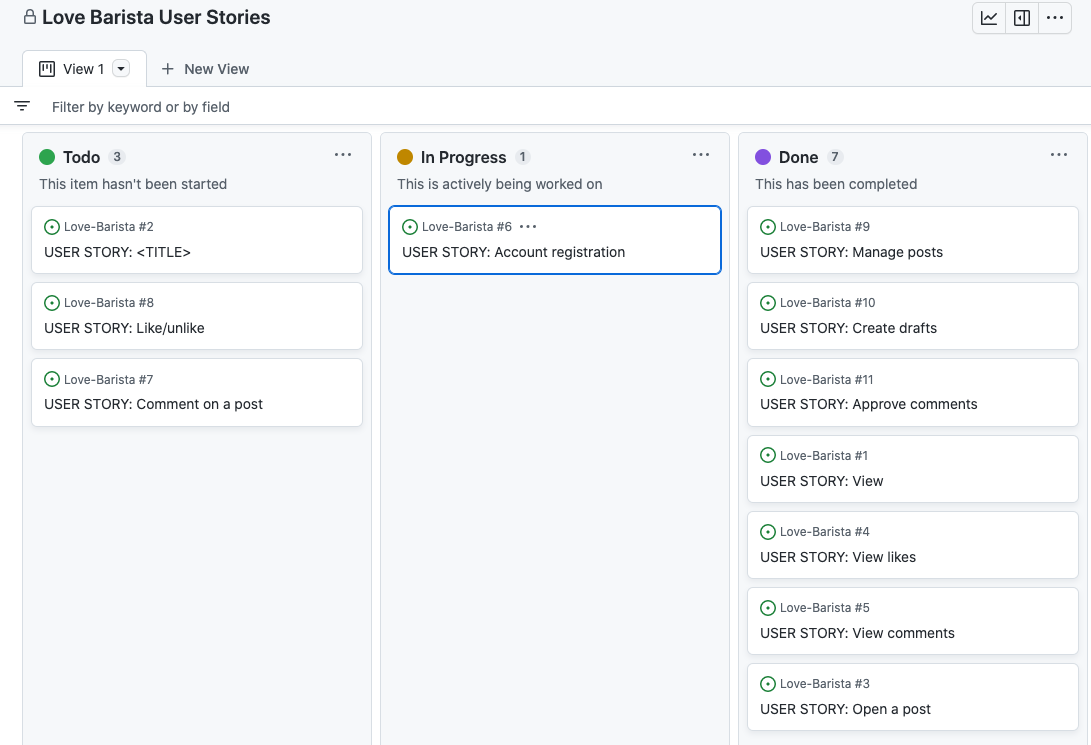 Love Barista User Stories
View 1
New View
Filter by keyword or by field
Todo 3
This item hasn't been started
Love-Barista #2
USER STORY: <TITLE>
Love-Barista #8
USER STORY: Like/unlike
Love-Barista #7
USER STORY: Comment on a post
In Progress 1
This is actively being worked on
Love-Barista #6
USER STORY: Account registration
Done 7
This has been completed
Love-Barista #9
USER STORY: Manage posts
Love-Barista #10
USER STORY: Create drafts
Love-Barista #11
USER STORY: Approve comments
Love-Barista #1
USER STORY: View
Love-Barista #4
USER STORY: View likes
Love-Barista #5
USER STORY: View comments
Love-Barista #3
USER STORY: Open a post